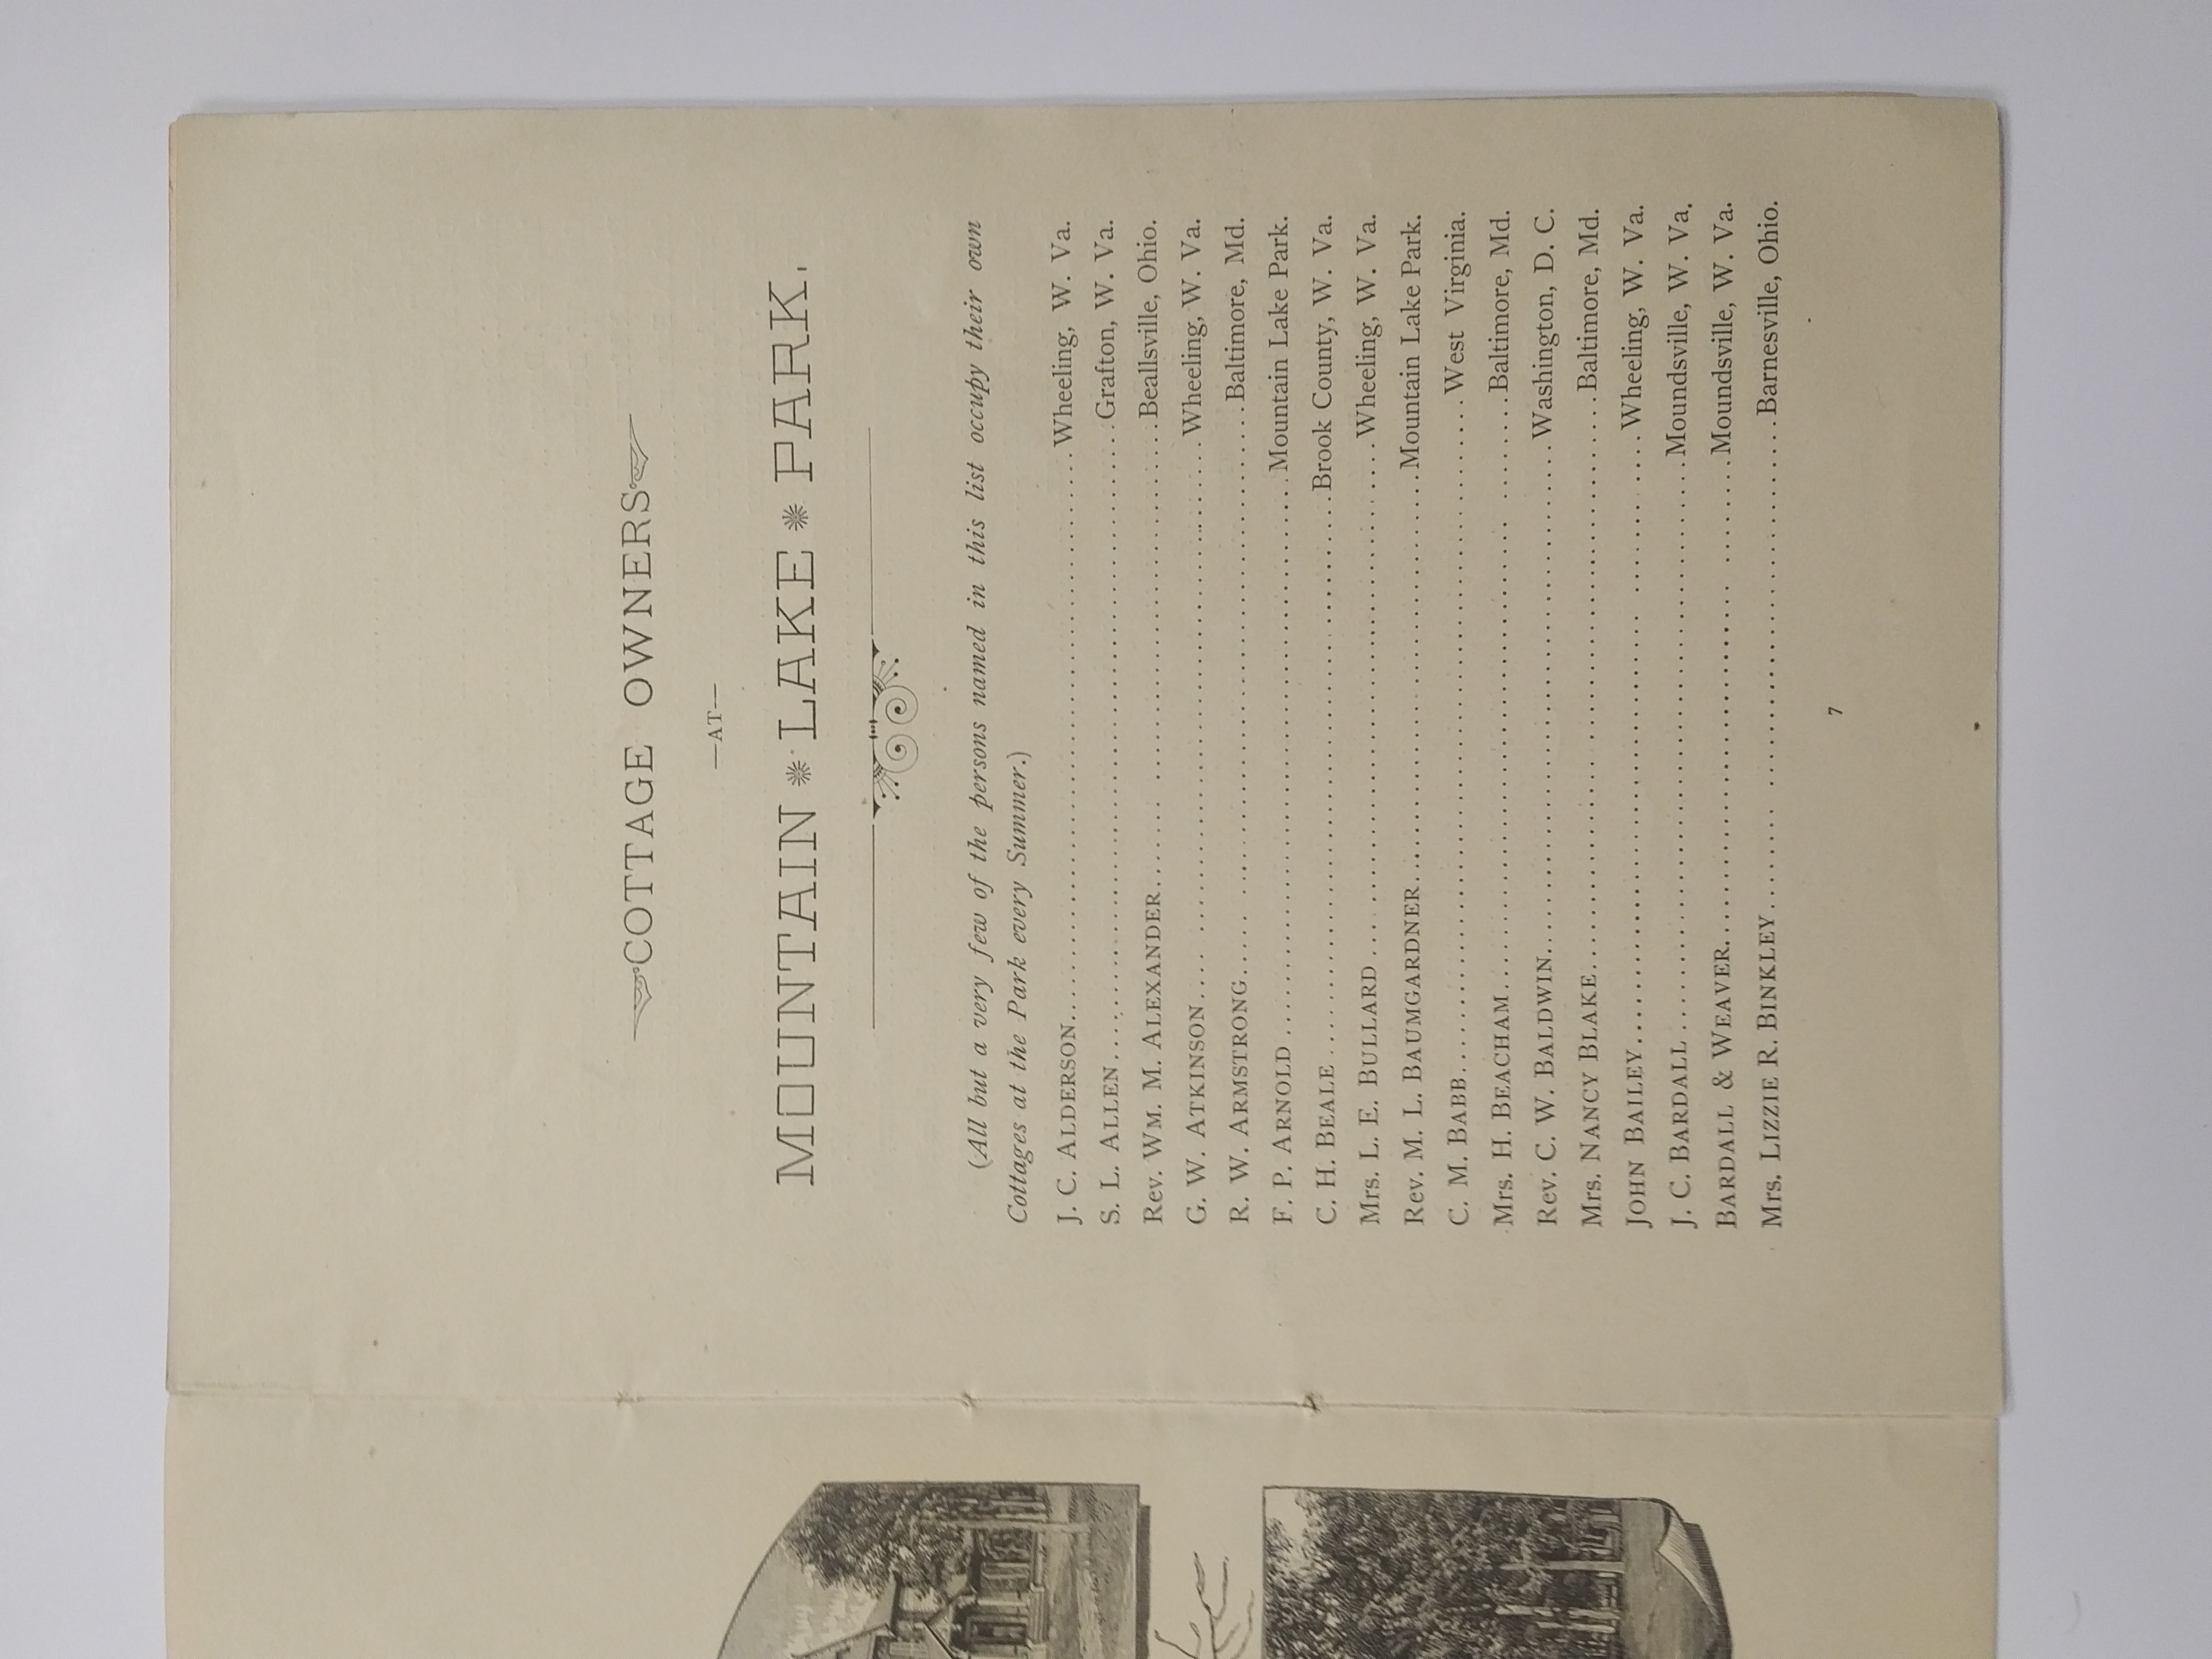 COTTAGE OWNERS
—AT—
MOUNTAIN * LAKE * PARK.
(All but a very few of the persons named in this list occupy their own
Cottages at the Park every Summer.)
J. C. ALDERSON........Wheeling, W. Va.
S. L. ALLEN........Grafton, W. Va.
Rev. WM. M. ALEXANDER........Beallsville, Ohio.
G. W. ATKINSON........Wheeling, W. Va.
R. W. ARMSTRONG........Baltimore, Md.
F. P. ARNOLD........Mountain Lake Park.
C. H. BEALE........Brook County, W. Va.
Mrs. L. E. BULLARD........Wheeling, W. Va.
Rev. M. L. BAUMGARDNER........Mountain Lake Park.
C. M. BABB........West Virginia.
Mrs. H. BEACHAM........Baltimore, Md.
Rev. C. W. BALDWIN........Washington, D. C.
Mrs. NANCY BLAKE........Baltimore, Md.
JOHN BAILEY........Wheeling, W. Va.
J. C. BARDALL........Moundsville, W. Va.
BARDALL & WEAVER........Moundsville, W. Va.
Mrs. LIZZIE R. BINKLEY........Barnesville, Ohio.
7